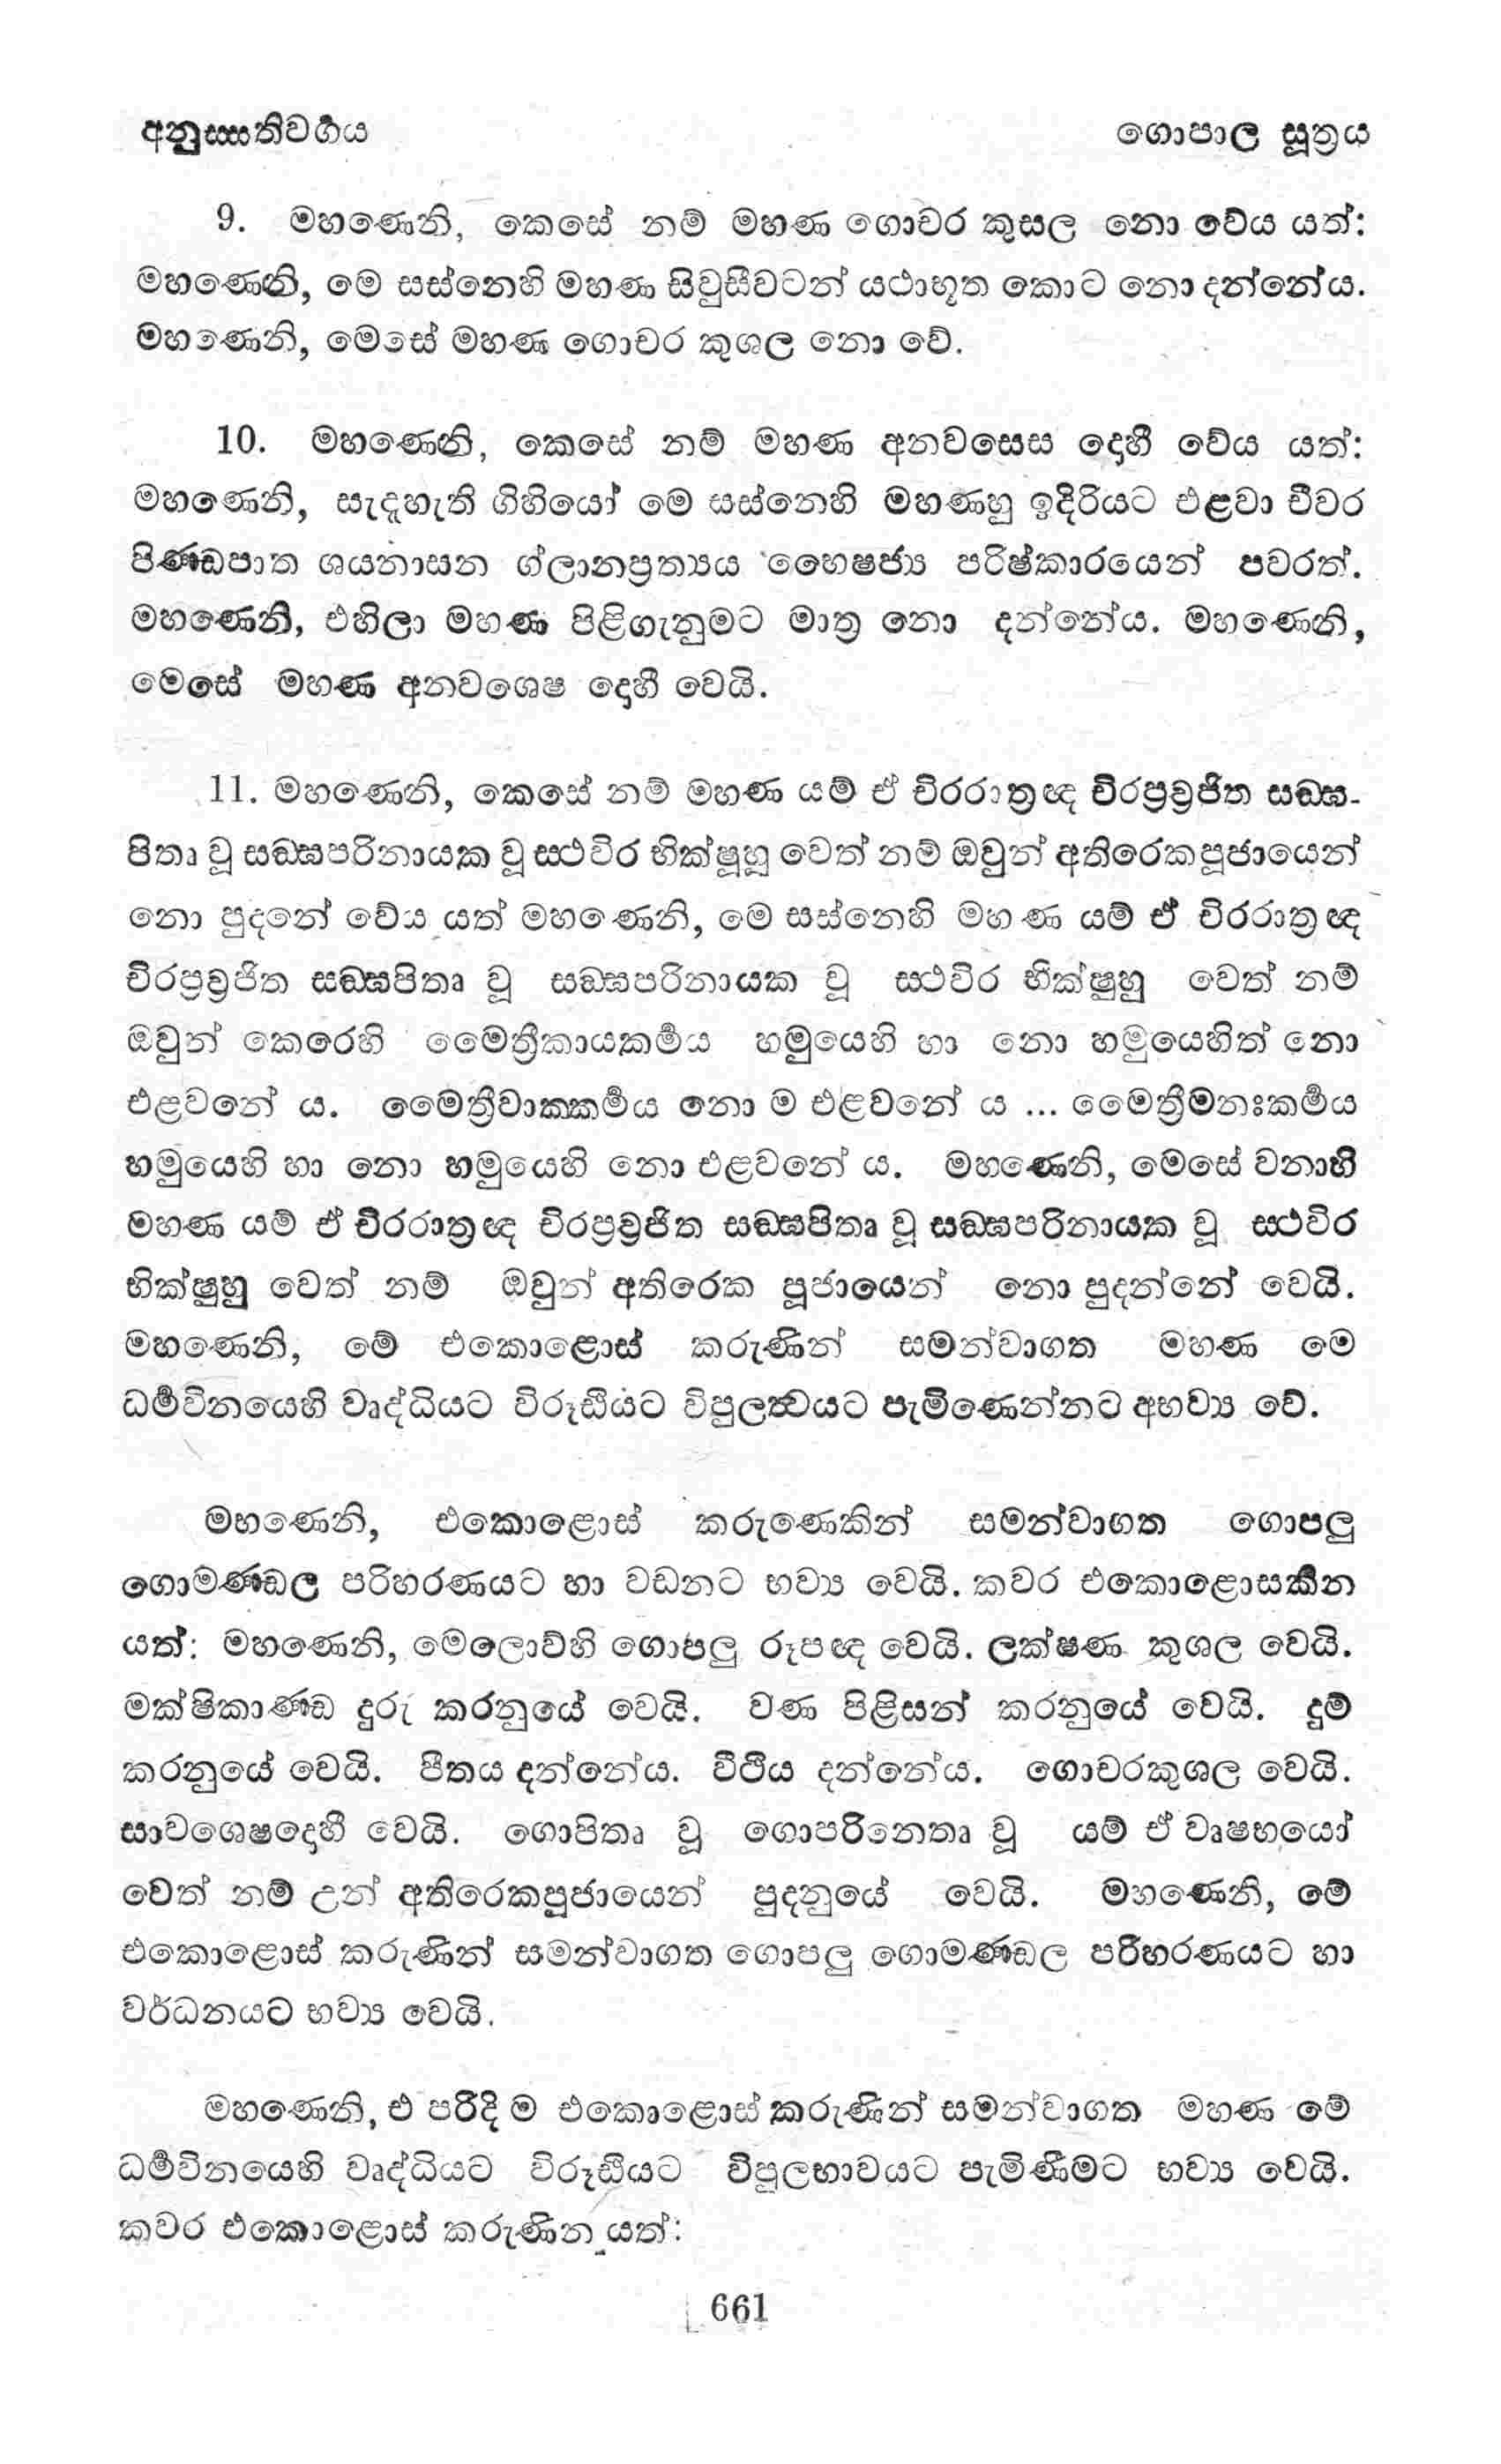 අනුස්සතිවර්‍ගය ගොපාල සූත්‍රය
9. මහණෙනි, කෙසේ නම් මහණ ගොචර කුසල නො වේය යත්:
මහණෙනි, මෙ සස්නෙහි මහණ සිවුසීවටන් යථාභූත කොට නො දන්නේය.
මහණෙනි, මෙසේ මහණ ගොචර කුශල නො වේ.
10. මහණෙනි, කෙසේ නම් මහණ අනවසෙස දොහී වේය යත්:
මහණෙනි, සැදැහැති ගිහියෝ මෙ සස්නෙහි මහණහු ඉදිරියට එළවා චීවර
පිණ්ඩපාත ශයනාසන ග්ලානප්‍රත්‍යය භෛෂජ්‍ය පරිෂ්කාරයෙන් පවරත්.
මහණෙනි, එහිලා මහණ පිළිගැනුමට මාත්‍ර නො දන්නේය. මහණෙනි,
මෙසේ මහණ අනවශෙෂ දොහී වෙයි.
11. මහණෙනි, කෙසේ නම් මහණ යම් ඒ චිරරාත්‍රඥ චිරප්‍රව්‍රජිත සඞ්ඝ-
පිතෘ වූ සඞ්ඝපරිනායක වූ ස්ථවිර භික්ෂූහු වෙත් නම් ඔවුන් අතිරෙකපූජායෙන්
නො පුදනේ වේය යත් මහණෙනි, මෙ සස්නෙහි මහණ යම් ඒ චිරරාත්‍රඥ
චිරප්‍රව්‍රජිත සඞ්ඝපිතෘ වූ සඞ්ඝපරිනායක වූ ස්ථවිර භික්ෂුහු වෙත් නම්
ඔවුන් කෙරෙහි මෛත්‍රීකායකර්‍මය හමුයෙහි හා නො හමුයෙහිත් නො
එළවනේ ය. මෛත්‍රීවාක්කර්‍මය නො ම එළවනේ ය ... මෛත්‍රීමනඃකර්‍මය
හමුයෙහි හා නො හමුයෙහි නො එළවනේ ය. මහණෙනි, මෙසේ වනාහි
මහණ යම් ඒ චිරරාත්‍රඥ චිරප්‍රව්‍රජිත සඞ්ඝපිතෘ වූ සඞ්ඝපරිනායක වූ ස්ථවිර
භික්ෂුහු වෙත් නම් ඔවුන් අතිරෙක පූජායෙන් නො පුදන්නේ වෙයි.
මහණෙනි, මේ එකොළොස් කරුණින් සමන්වාගත මහණ මෙ
ධර්‍මවිනයෙහි වෘද්ධියට විරූඪියට විපුලත්‍වයට පැමිණෙන්නට අභව්‍ය වේ.
මහණෙනි, එකොළොස් කරුණෙකින් සමන්වාගත ගොපලු
ගොමණ්ඩල පරිහරණයට හා වඩනට භව්‍ය වෙයි. කවර එකොළොසකින
යත්: මහණෙනි, මෙලොව්හි ගොපලු රූපඥ වෙයි. ලක්ෂණ කුශල වෙයි.
මක්ෂිකාණ්ඩ දුරු කරනුයේ වෙයි. වණ පිළිසන් කරනුයේ වෙයි. දුම්
කරනුයේ වෙයි. පීතය දන්නේය. වීථිය දන්නේය. ගොචරකුශල වෙයි.
සාවශෙෂදොහී වෙයි. ගොපිතෘ වූ ගොපරිනෙතෘ වූ යම් ඒ වෘෂභයෝ
වෙත් නම් උන් අතිරෙකපූජායෙන් පුදනුයේ වෙයි. මහණෙනි, මේ
එකොළොස් කරුණින් සමන්වාගත ගොපලු ගොමණ්ඩල පරිහරණයට හා
වර්ධනයට භව්‍ය වෙයි.
මහණෙනි, එ පරිදි ම එකොළොස් කරුණින් සමන්වාගත මහණ මේ
ධර්‍මවිනයෙහි වෘද්ධියට විරූඪියට විපුලභාවයට පැමිණීමට භව්‍ය වෙයි.
කවර එකොළොස් කරුණින යත්:
661